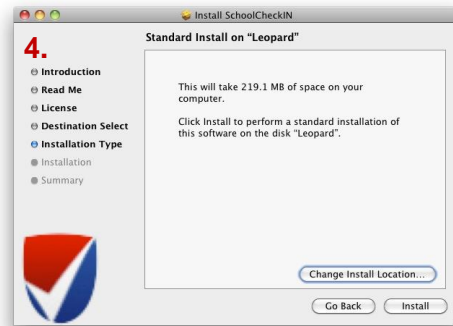 Install SchoolCheckIN
Standard Install on “Leopard”
4.
Introduction
Read Me
License
Destination Select
Installation Type
Installation
Summary
This will take 219.1 MB of space on your
computer.
Click Install to perform a standard installation of
this software on the disk “Leopard”.
Change Install Location...
Go Back
Install